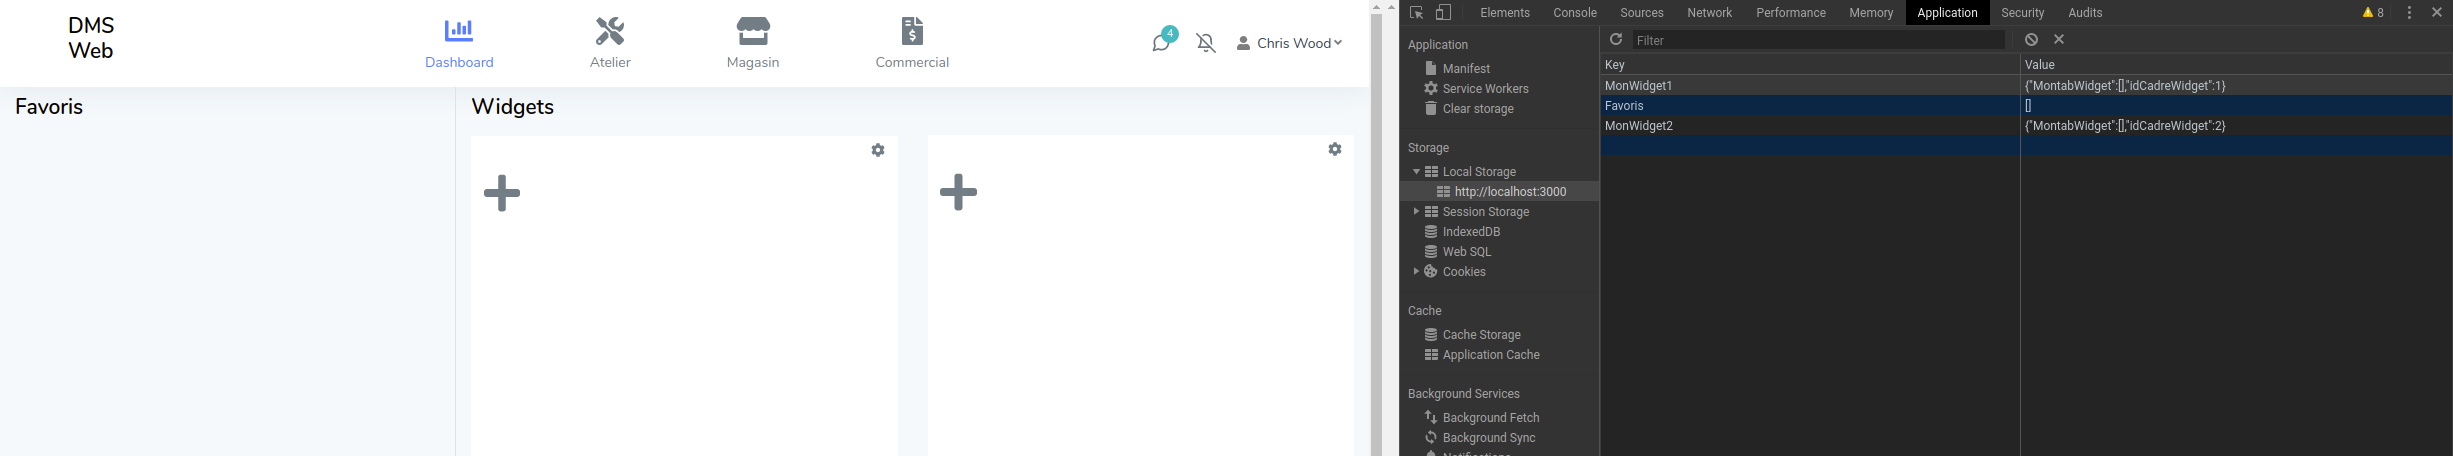 DMS
Web
Dashboard
Atelier
Magasin
Commercial
4
Chris Wood
Favoris
Widgets
Elements
Console
Sources
Network
Performance
Memory
Application
Security
Audits
8
Application
Manifest
Service Workers
Clear storage
Storage
Local Storage
http://localhost:3000
Session Storage
IndexedDB
Web SQL
Cookies
Cache
Cache Storage
Application Cache
Background Services
Background Fetch
Background Sync
Notifications
Filter
Key Value
MonWidget1 {"MontabWidget":[],"idCadreWidget":1}
Favoris []
MonWidget2 {"MontabWidget":[],"idCadreWidget":2}